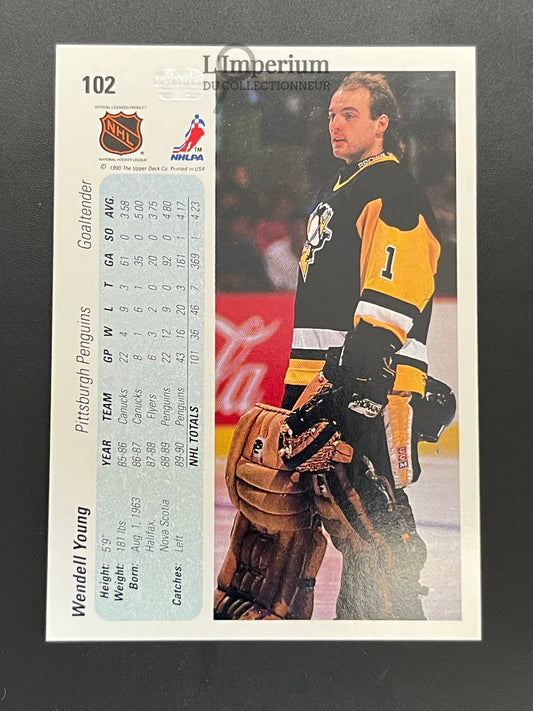 L'Imperium
DU COLLECTIONNEUR
102
OFFICIAL LICENSED PRODUCT
NHL
®
NATIONAL HOCKEY LEAGUE
NHLPA
TM
© 1990 The Upper Deck Co. Printed in USA
Wendell Young Pittsburgh Penguins Goaltender
Height: 5'9"
Weight: 181 lbs
Born: Aug. 1, 1963
Halifax,
Nova Scotia
Catches: Left
YEAR TEAM GP W L T GA SO AVG.
85-86 Canucks 22 4 9 3 61 0 3.58
86-87 Canucks 8 1 6 1 35 0 5.00
87-88 Flyers 6 3 2 0 20 0 3.75
88-89 Penguins 22 12 9 0 92 0 4.80
89-90 Penguins 43 16 20 3 161 1 4.17
NHL TOTALS 101 36 46 7 369 1 4.23
1